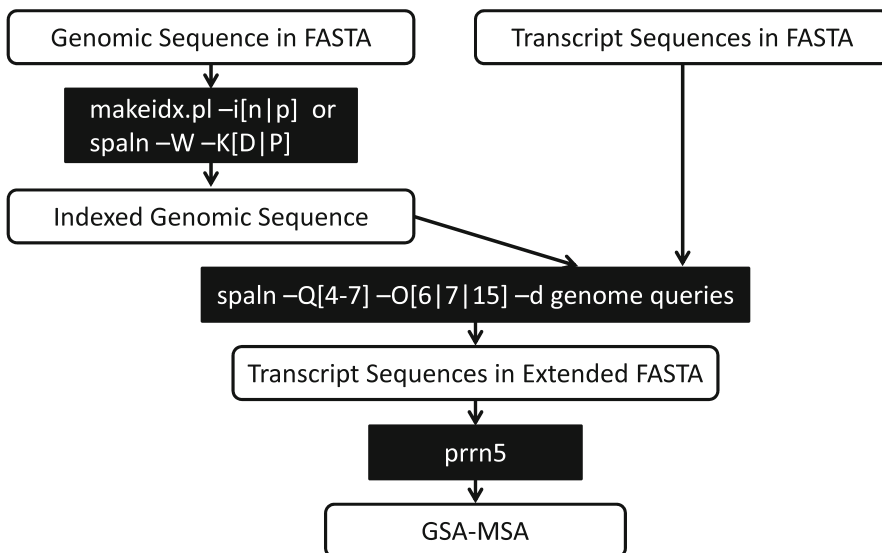 Genomic Sequence in FASTA
Transcript Sequences in FASTA
makeidx.pl –i[n|p] or
spaln –W –K[D|P]
Indexed Genomic Sequence
spaln –Q[4-7] –O[6|7|15] –d genome queries
Transcript Sequences in Extended FASTA
prrn5
GSA-MSA